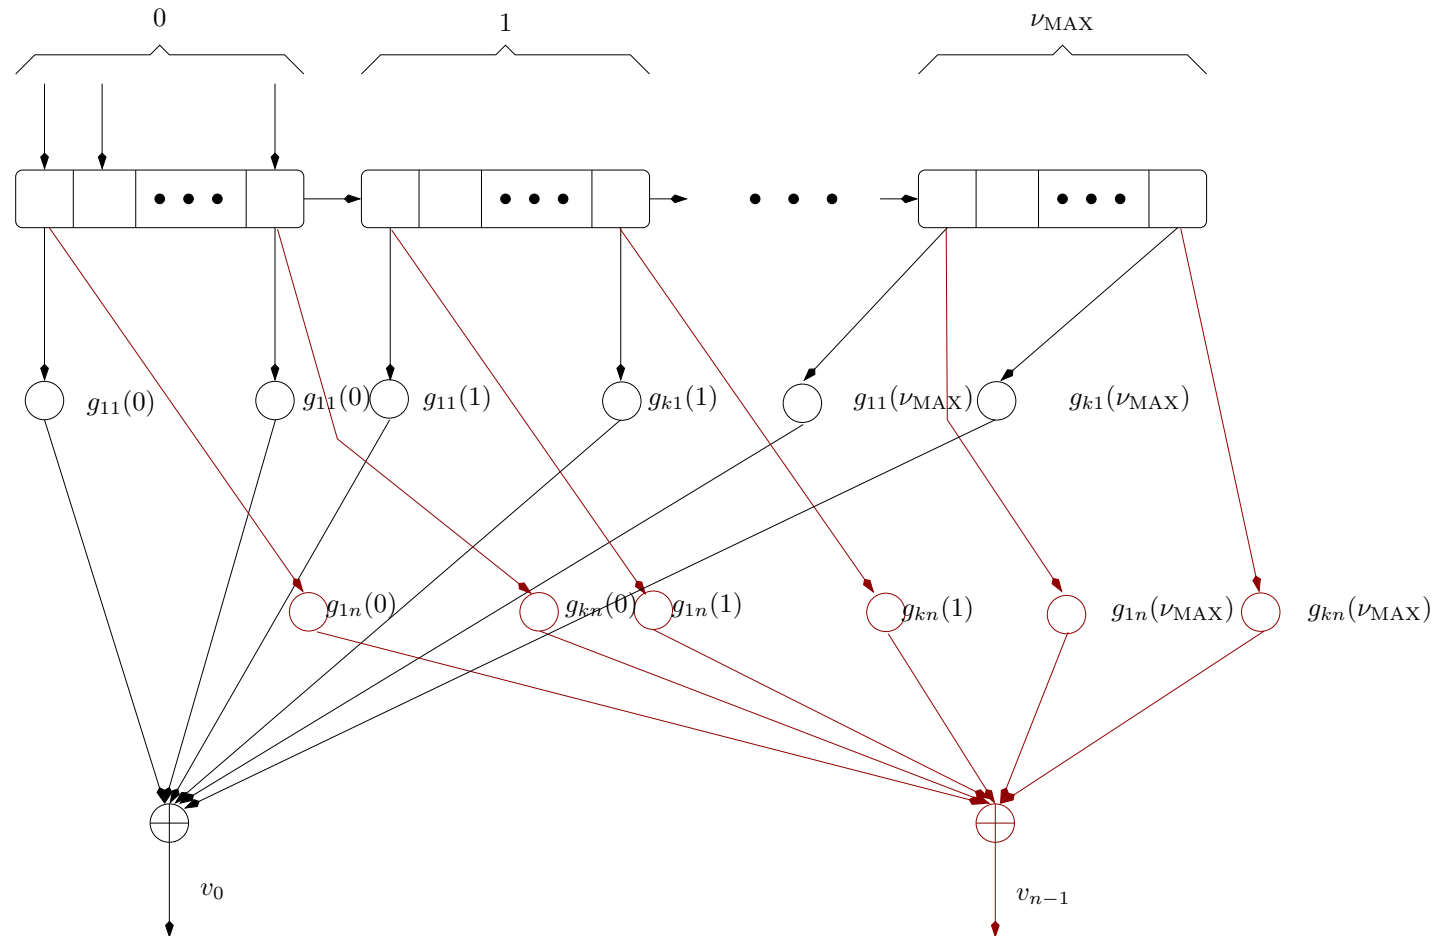 0 1 ν_MAX
g_11(0) g_11(0) g_11(1) g_k1(1) g_11(ν_MAX) g_k1(ν_MAX)
g_1n(0) g_kn(0) g_1n(1) g_kn(1) g_1n(ν_MAX) g_kn(ν_MAX)
v_0 v_n−1